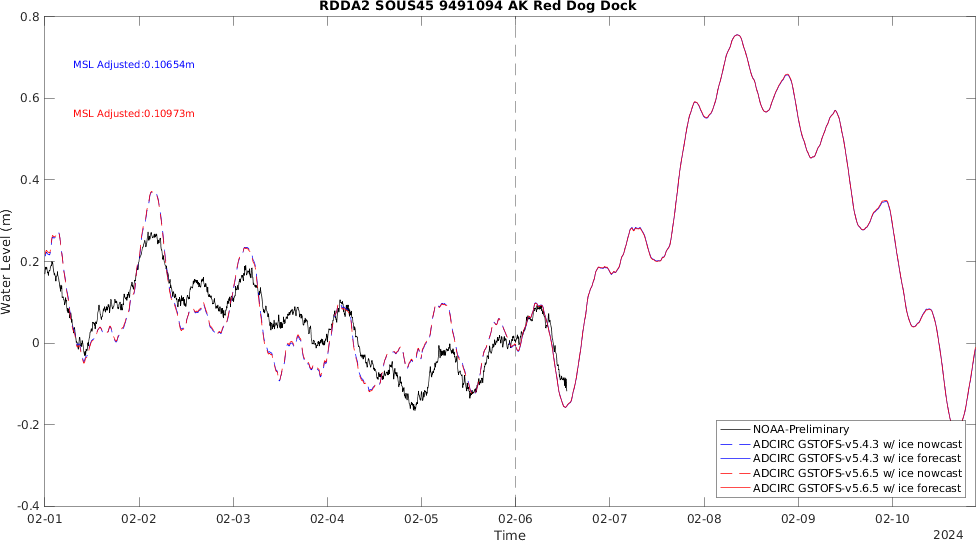 RDDA2 SOUS45 9491094 AK Red Dog Dock
0.8
MSL Adjusted:0.10654m
0.6
MSL Adjusted:0.10973m
0.4
0.2
Water Level (m)
0
-0.2
-0.4
NOAA-Preliminary
ADCIRC GSTOFS-v5.4.3 w/ ice nowcast
ADCIRC GSTOFS-v5.4.3 w/ ice forecast
ADCIRC GSTOFS-v5.6.5 w/ ice nowcast
ADCIRC GSTOFS-v5.6.5 w/ ice forecast
02-01 02-02 02-03 02-04 02-05 02-06 02-07 02-08 02-09 02-10
Time
2024